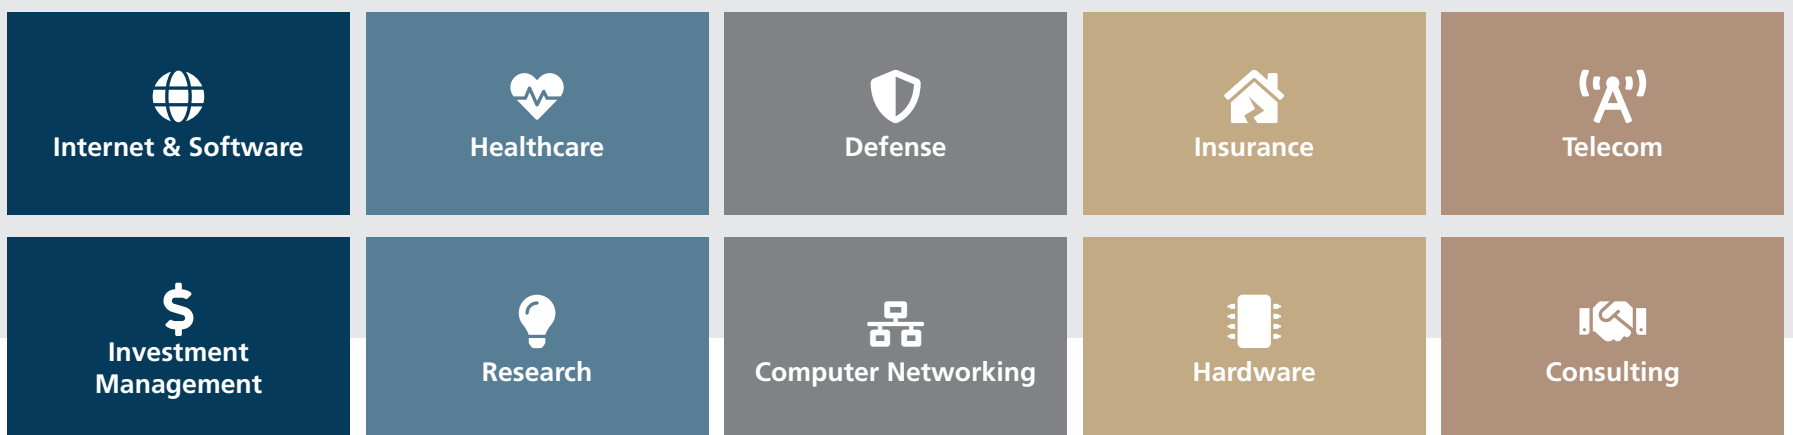 Internet & Software
Healthcare
Defense
Insurance
Telecom
Investment
Management
Research
Computer Networking
Hardware
Consulting